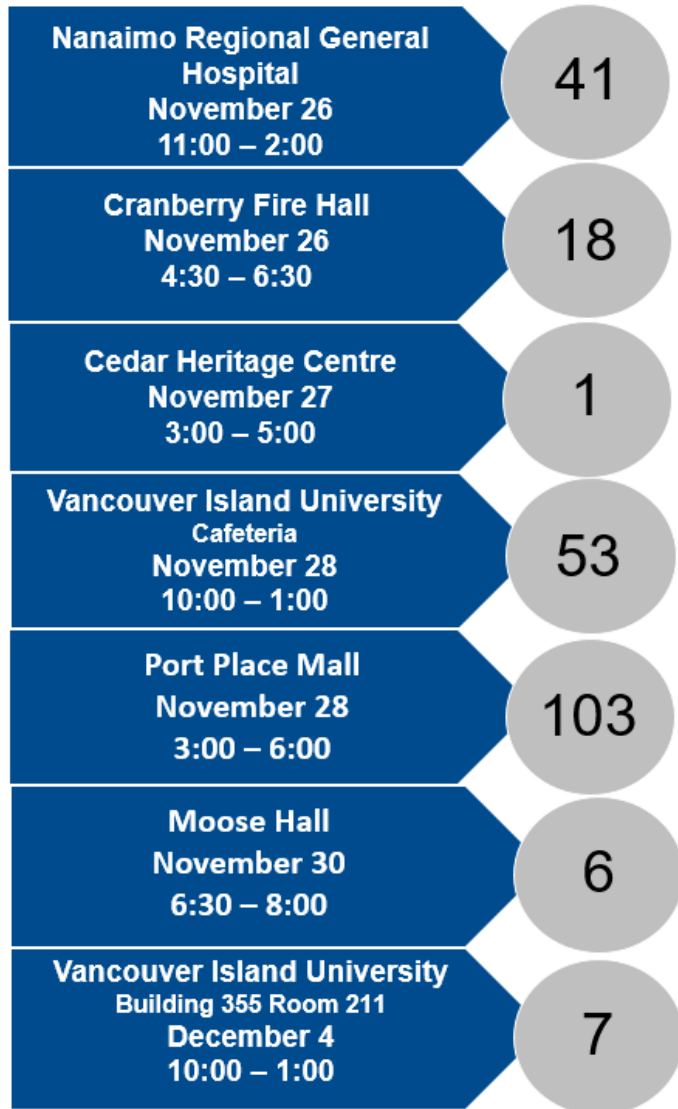 Nanaimo Regional General
Hospital
November 26
11:00 – 2:00
41
Cranberry Fire Hall
November 26
4:30 – 6:30
18
Cedar Heritage Centre
November 27
3:00 – 5:00
1
Vancouver Island University
Cafeteria
November 28
10:00 – 1:00
53
Port Place Mall
November 28
3:00 – 6:00
103
Moose Hall
November 30
6:30 – 8:00
6
Vancouver Island University
Building 355 Room 211
December 4
10:00 – 1:00
7